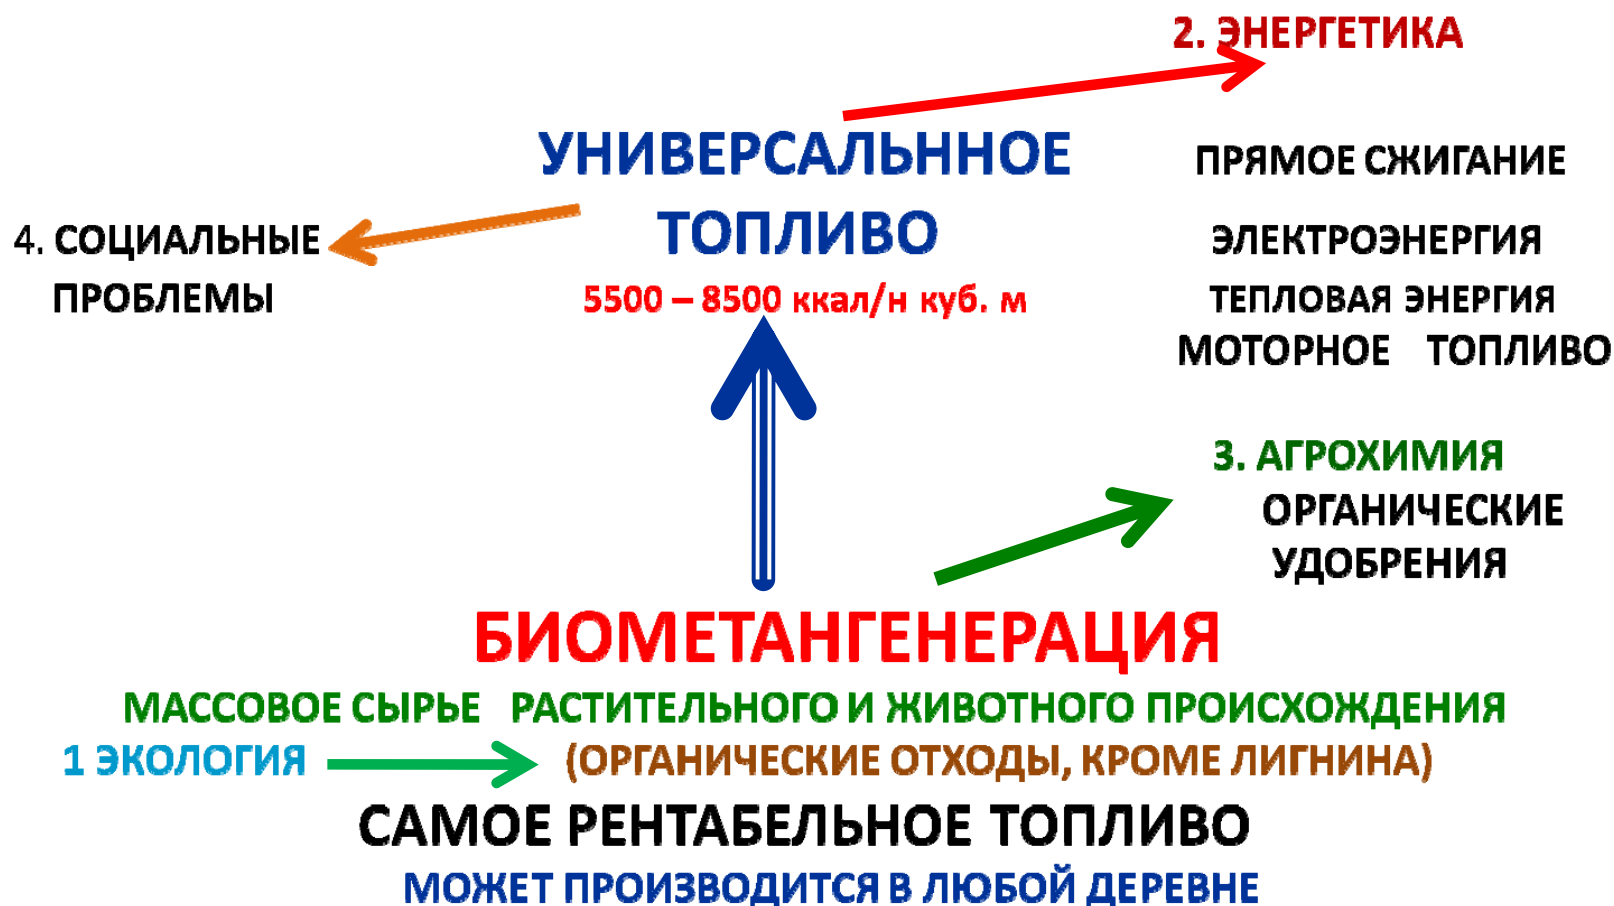 2. ЭНЕРГЕТИКА
УНИВЕРСАЛЬННОЕ
ТОПЛИВО
5500 – 8500 ккал/н куб. м
4. СОЦИАЛЬНЫЕ
ПРОБЛЕМЫ
ПРЯМОЕ СЖИГАНИЕ
ЭЛЕКТРОЭНЕРГИЯ
ТЕПЛОВАЯ ЭНЕРГИЯ
МОТОРНОЕ ТОПЛИВО
3. АГРОХИМИЯ
ОРГАНИЧЕСКИЕ
УДОБРЕНИЯ
БИОМЕТАНГЕНЕРАЦИЯ
МАССОВОЕ СЫРЬЕ РАСТИТЕЛЬНОГО И ЖИВОТНОГО ПРОИСХОЖДЕНИЯ
1 ЭКОЛОГИЯ (ОРГАНИЧЕСКИЕ ОТХОДЫ, КРОМЕ ЛИГНИНА)
САМОЕ РЕНТАБЕЛЬНОЕ ТОПЛИВО
МОЖЕТ ПРОИЗВОДИТСЯ В ЛЮБОЙ ДЕРЕВНЕ